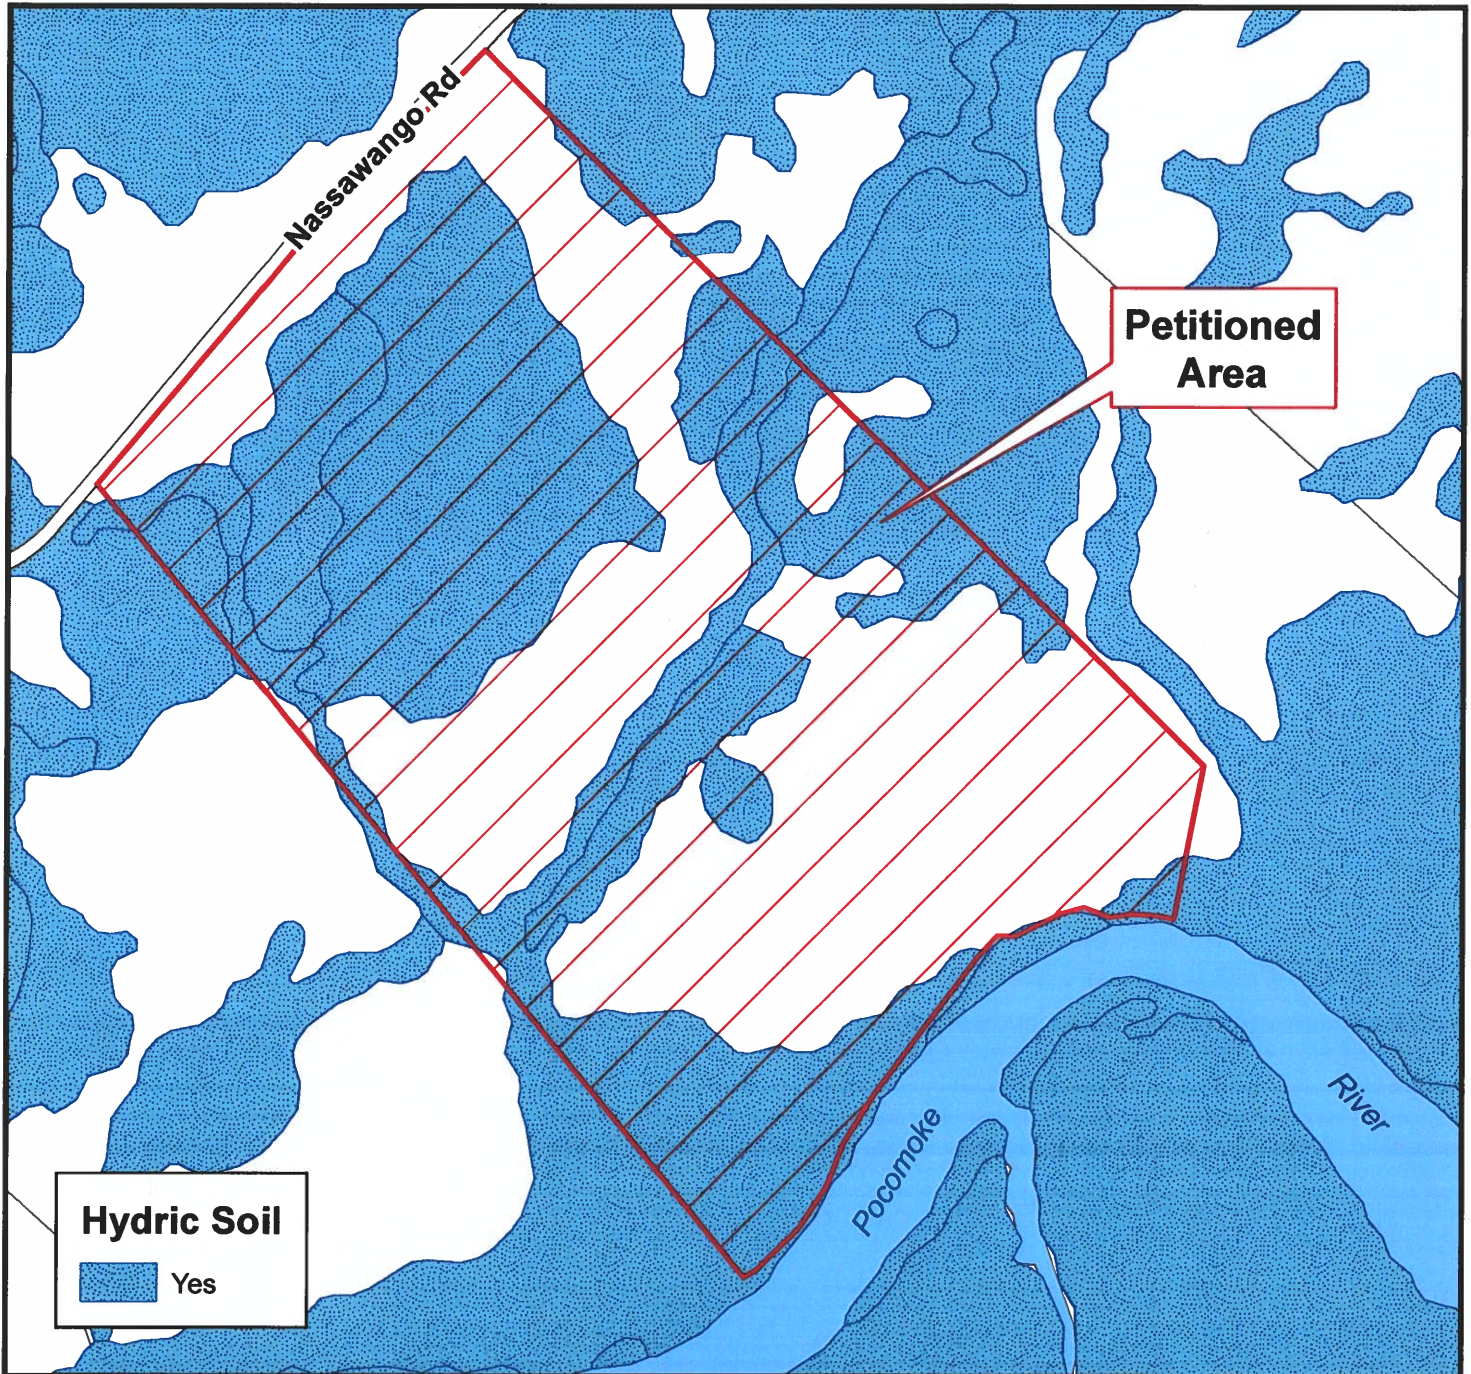 Nassawango Rd
Petitioned
Area
Pocomoke
River
Hydric Soil
Yes